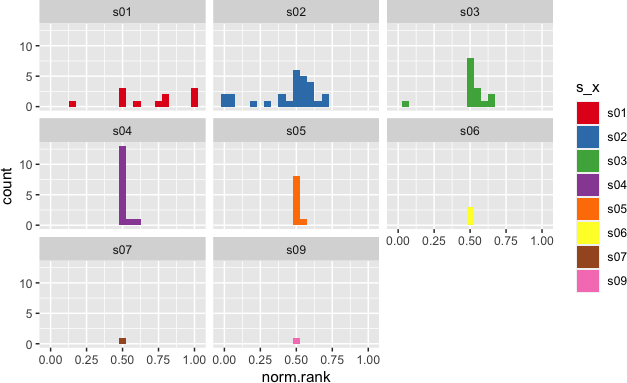 s01 s02 s03
10
5
0
s_x
s01
s02
s03
s04
s05
s06
s07
s09
s04 s05 s06
count
10
5
0
0.00 0.25 0.50 0.75 1.00
s07 s09
10
5
0
0.00 0.25 0.50 0.75 1.00 0.00 0.25 0.50 0.75 1.00
norm.rank